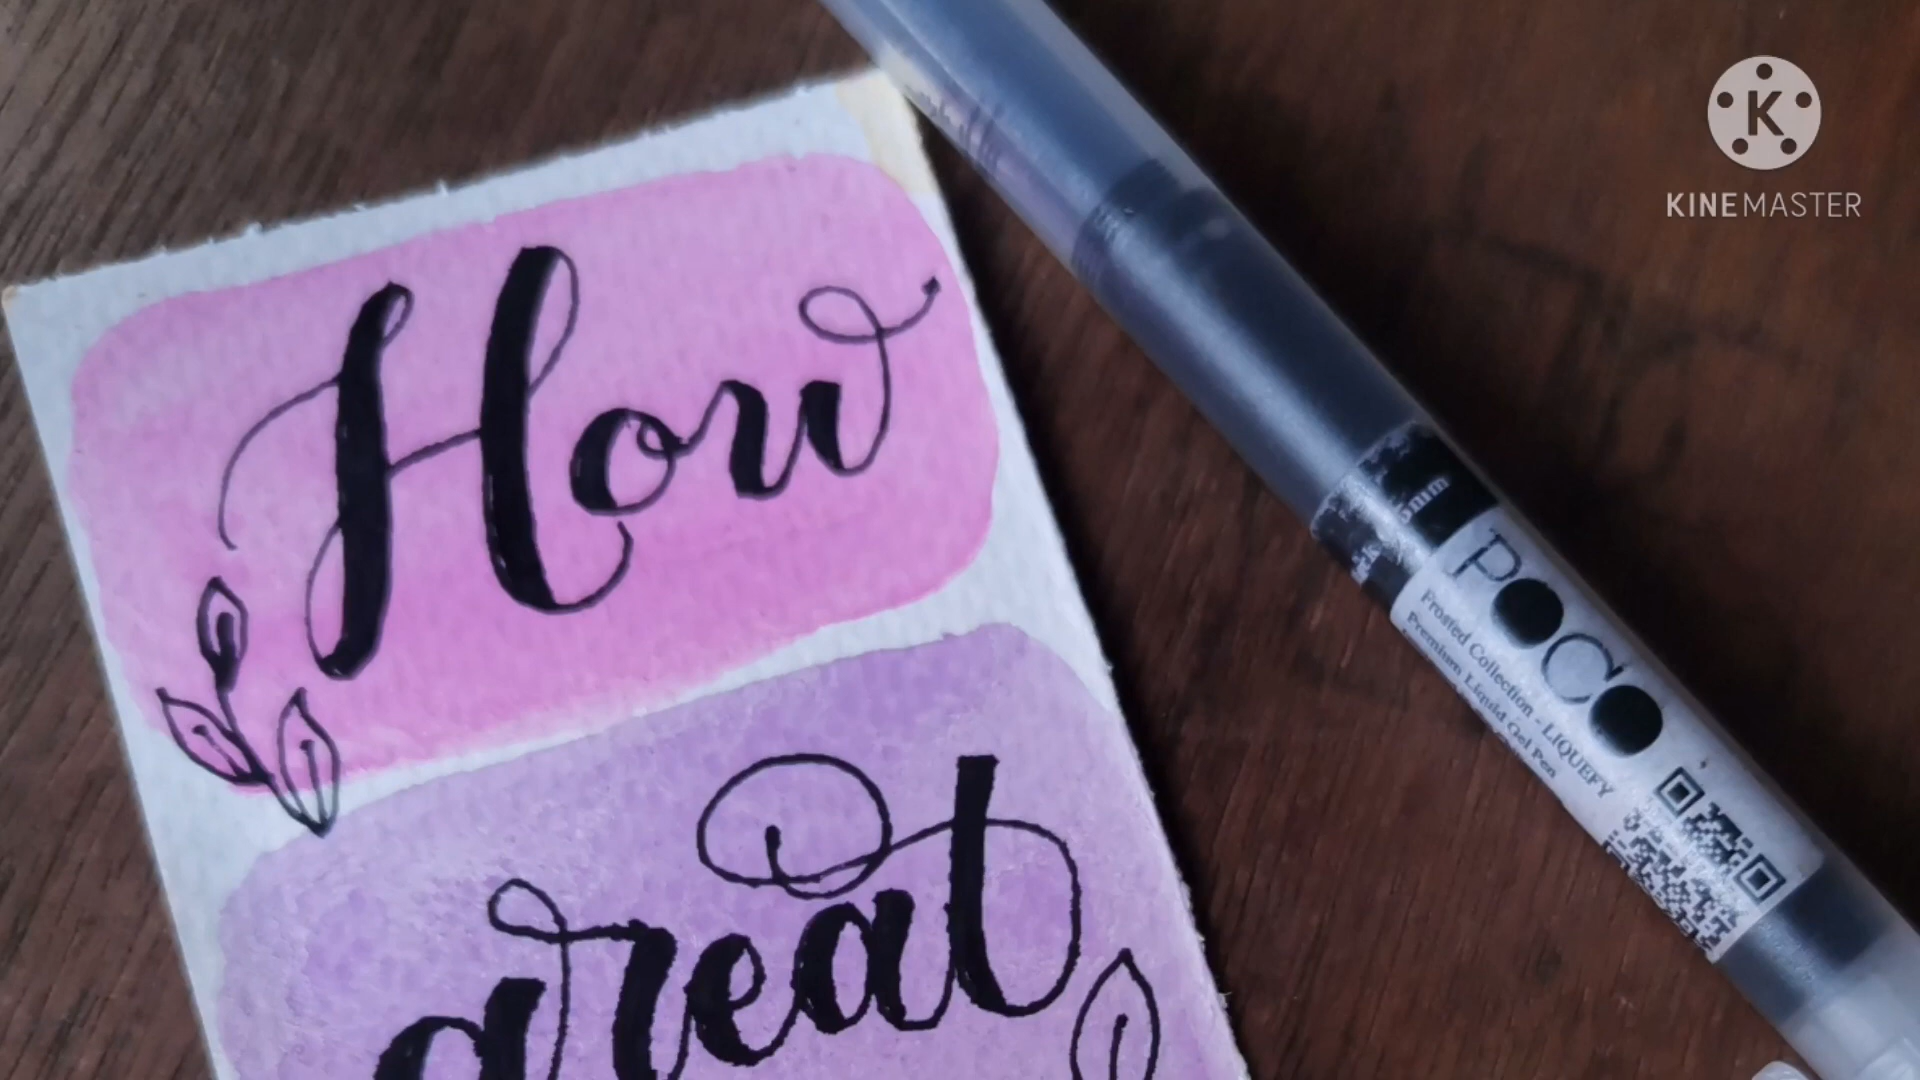 How
great
KINEMASTER
POCO
Frosted Collection - LIQUEFY
Premium Liquid Gel Pen